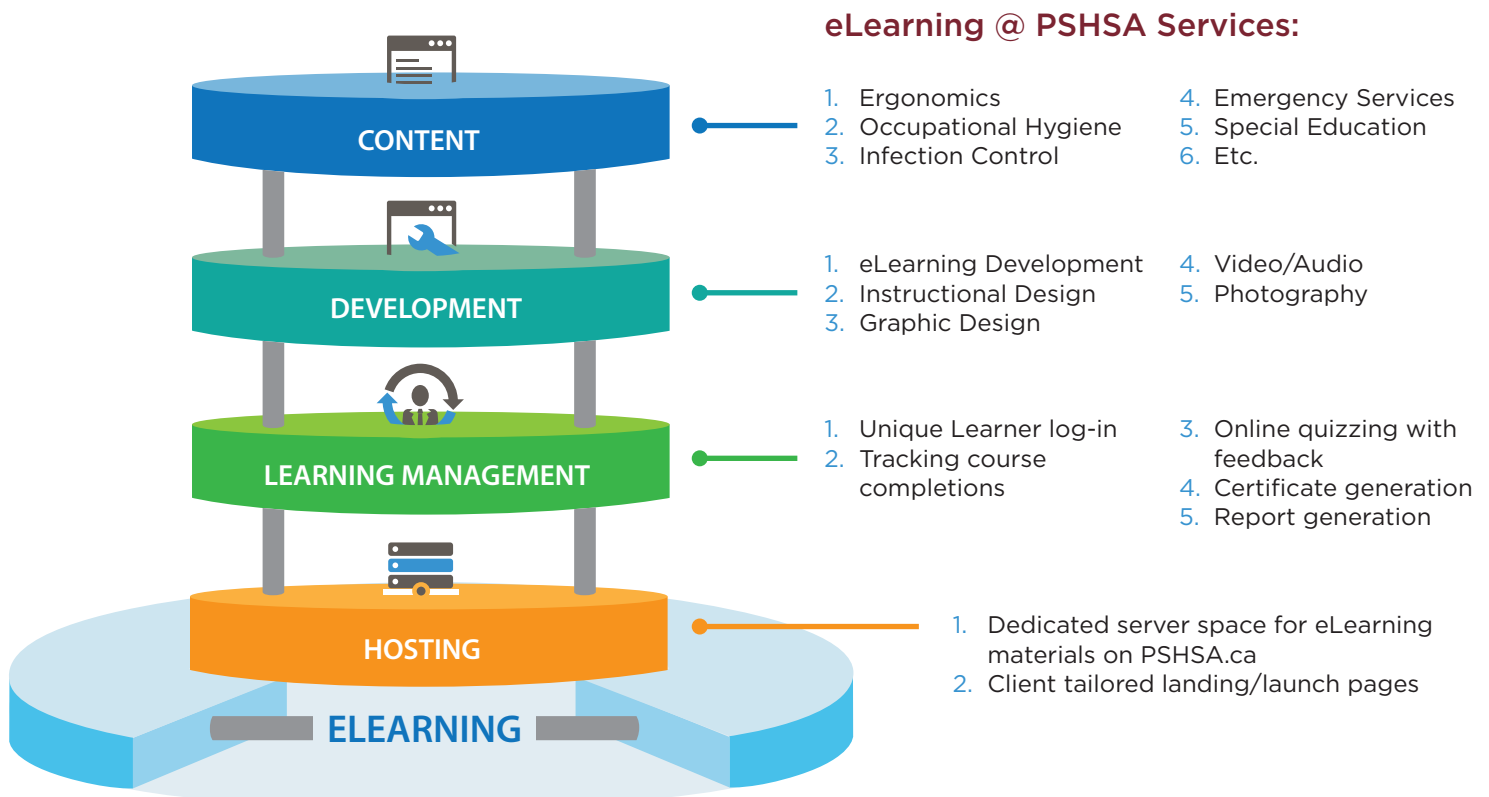 eLearning @ PSHSA Services:
CONTENT
1. Ergonomics
2. Occupational Hygiene
3. Infection Control
4. Emergency Services
5. Special Education
6. Etc.
DEVELOPMENT
1. eLearning Development
2. Instructional Design
3. Graphic Design
4. Video/Audio
5. Photography
LEARNING MANAGEMENT
1. Unique Learner log-in
2. Tracking course
completions
3. Online quizzing with
feedback
4. Certificate generation
5. Report generation
HOSTING
1. Dedicated server space for eLearning
materials on PSHSA.ca
2. Client tailored landing/launch pages
ELEARNING